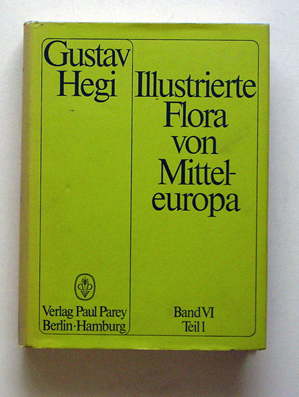 Gustav
Hegi
Illustrierte
Flora
von
Mittel-
europa
Verlag Paul Parey
Berlin·Hamburg
Band VI
Teil 1